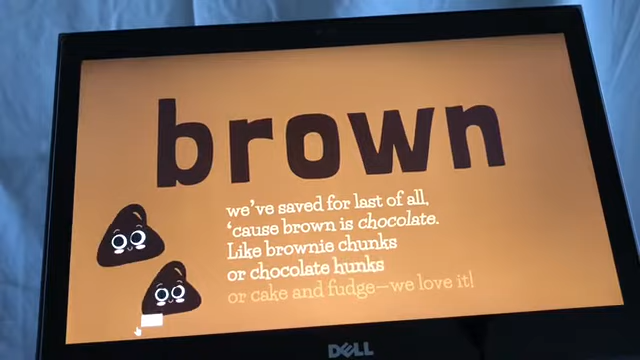 brown
we've saved for last of all,
'cause brown is chocolate.
Like brownie chunks
or chocolate hunks
or cake and fudge—we love it!
DELL